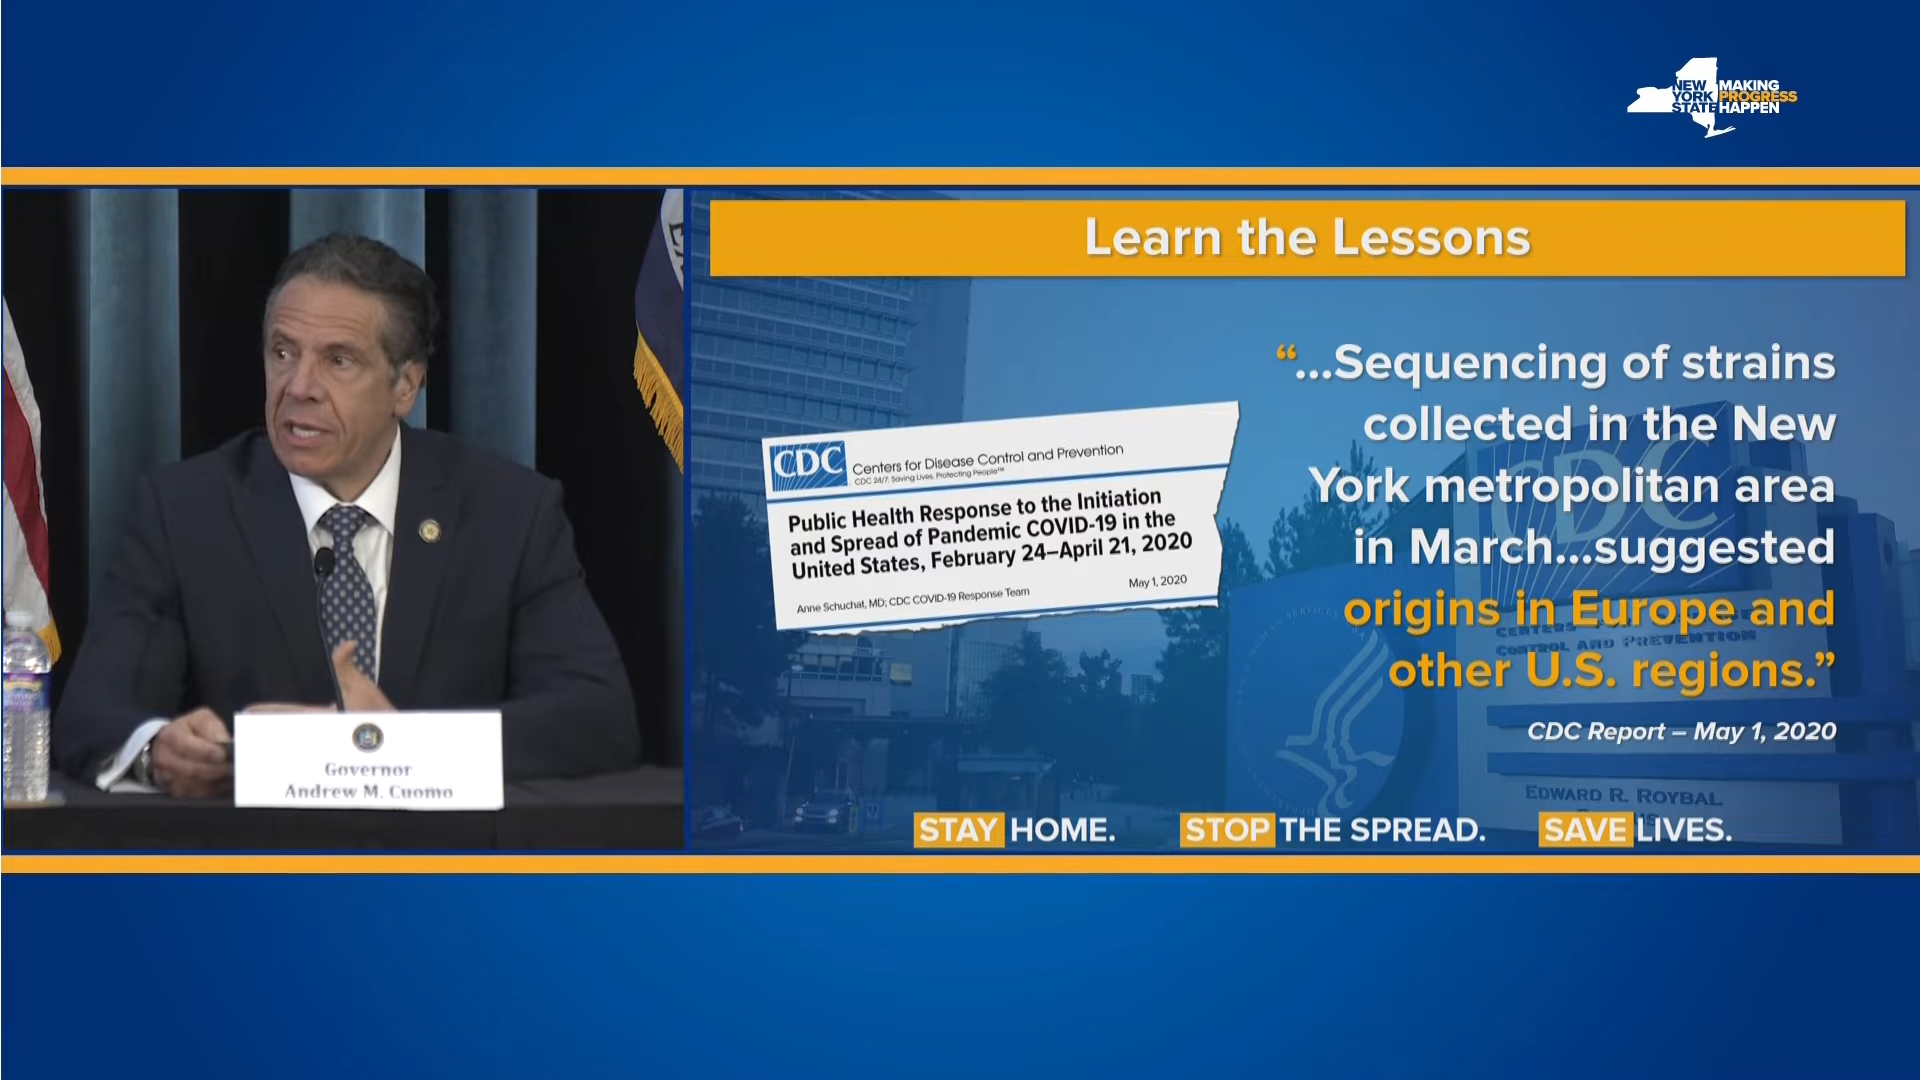 NEW
YORK
STATE
MAKING
PROGRESS
HAPPEN
Governor
Andrew M. Cuomo
Learn the Lessons
CDC
Centers for Disease Control and Prevention
CDC 24/7: Saving Lives. Protecting People™
Public Health Response to the Initiation
and Spread of Pandemic COVID-19 in the
United States, February 24–April 21, 2020
Anne Schuchat, MD; CDC COVID-19 Response Team
May 1, 2020
“...Sequencing of strains
collected in the New
York metropolitan area
in March...suggested
origins in Europe and
other U.S. regions.”
CDC Report – May 1, 2020
CDC
CONTROL AND PREVENTION
EDWARD R. ROYBAL
STAY HOME. STOP THE SPREAD. SAVE LIVES.